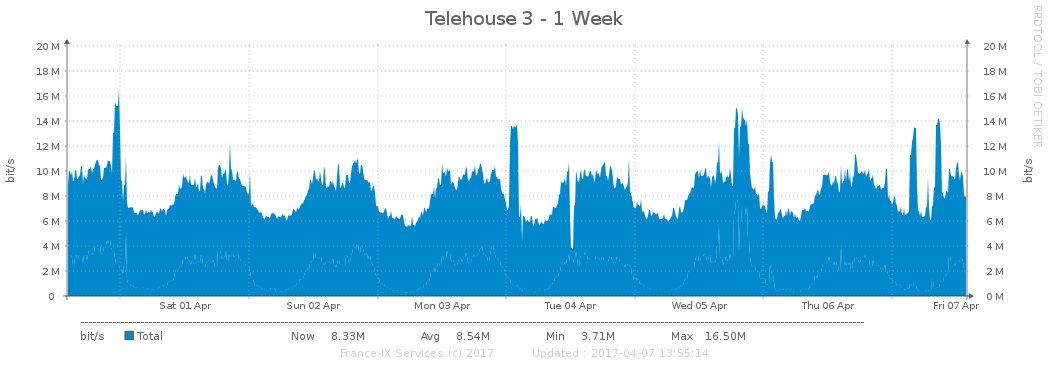 Telehouse 3 - 1 Week
RRDTOOL / TOBI OETIKER
bit/s
20 M 20 M
18 M 18 M
16 M 16 M
14 M 14 M
12 M 12 M
10 M 10 M
8 M 8 M
6 M 6 M
4 M 4 M
2 M 2 M
0 0 M
bit/s
Sat 01 Apr Sun 02 Apr Mon 03 Apr Tue 04 Apr Wed 05 Apr Thu 06 Apr Fri 07 Apr
bit/s Total Now 8.33M Avg 8.54M Min 3.71M Max 16.50M
France-IX Services (c) 2017 Updated : 2017-04-07 13:55:14